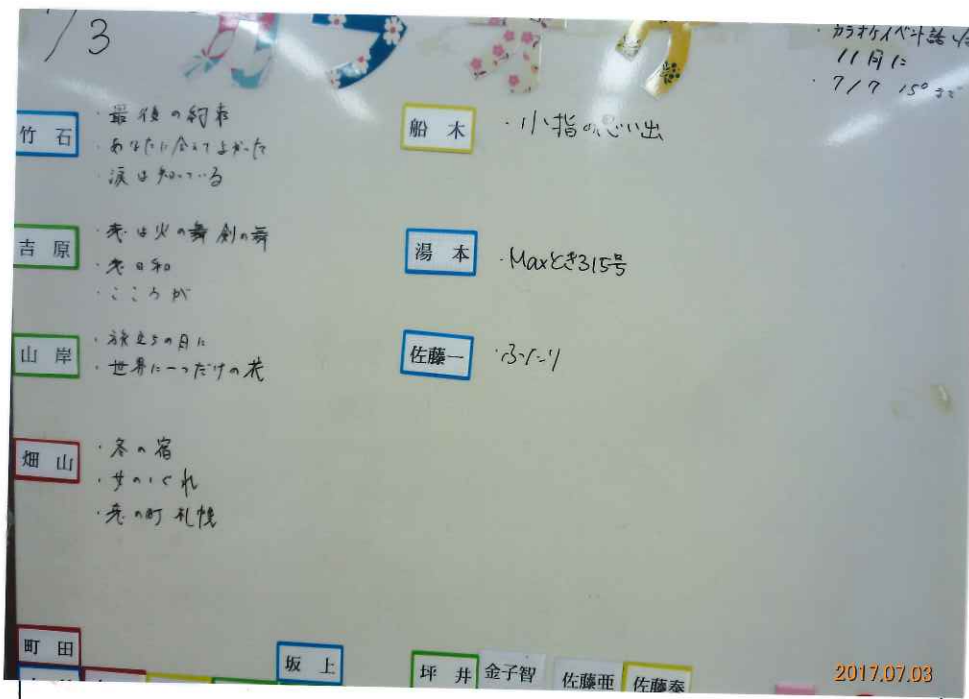 /3
カラオケ
・カラオケイベント
11月に
・7/7 15°まで
竹石
・最後の約束
・あなたに会えてよかった
・涙は知っている
吉原
・恋は火の舞 剣の舞
・恋日和
・こころが
山岸
・旅立ちの日に
・世界に一つだけの花
畑山
・冬の宿
・女のしぐれ
・恋の町 札幌
船木
・小指の思い出
湯本
・Maxとき315号
佐藤一
・ふたり
町田
坂上
坪井
金子智
佐藤亜
佐藤泰
2017.07.03